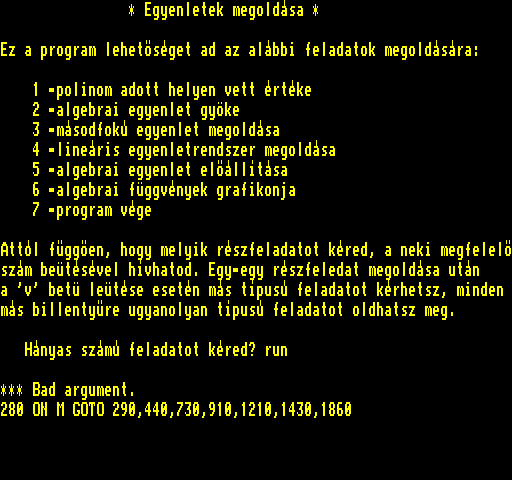 * Egyenletek megoldása *
Ez a program lehetőséget ad az alábbi feladatok megoldására:
1 =polinom adott helyen vett értéke
2 =algebrai egyenlet gyöke
3 =másodfokú egyenlet megoldása
4 =lineáris egyenletrendszer megoldása
5 =algebrai egyenlet előállitása
6 =algebrai függvények grafikonja
7 =program vége
Attól függően, hogy melyik részfeladatot kéred, a neki megfelelő
szám beütésével hivhatod. Egy=egy részfeledat megoldása után
a 'v' betü leütése esetén más tipusú feladatot kérhetsz, minden
más billentyüre ugyanolyan tipusú feladatot oldhatsz meg.
Hányas számú feladatot kéred? run
*** Bad argument.
280 ON M GOTO 290,440,730,910,1210,1430,1860